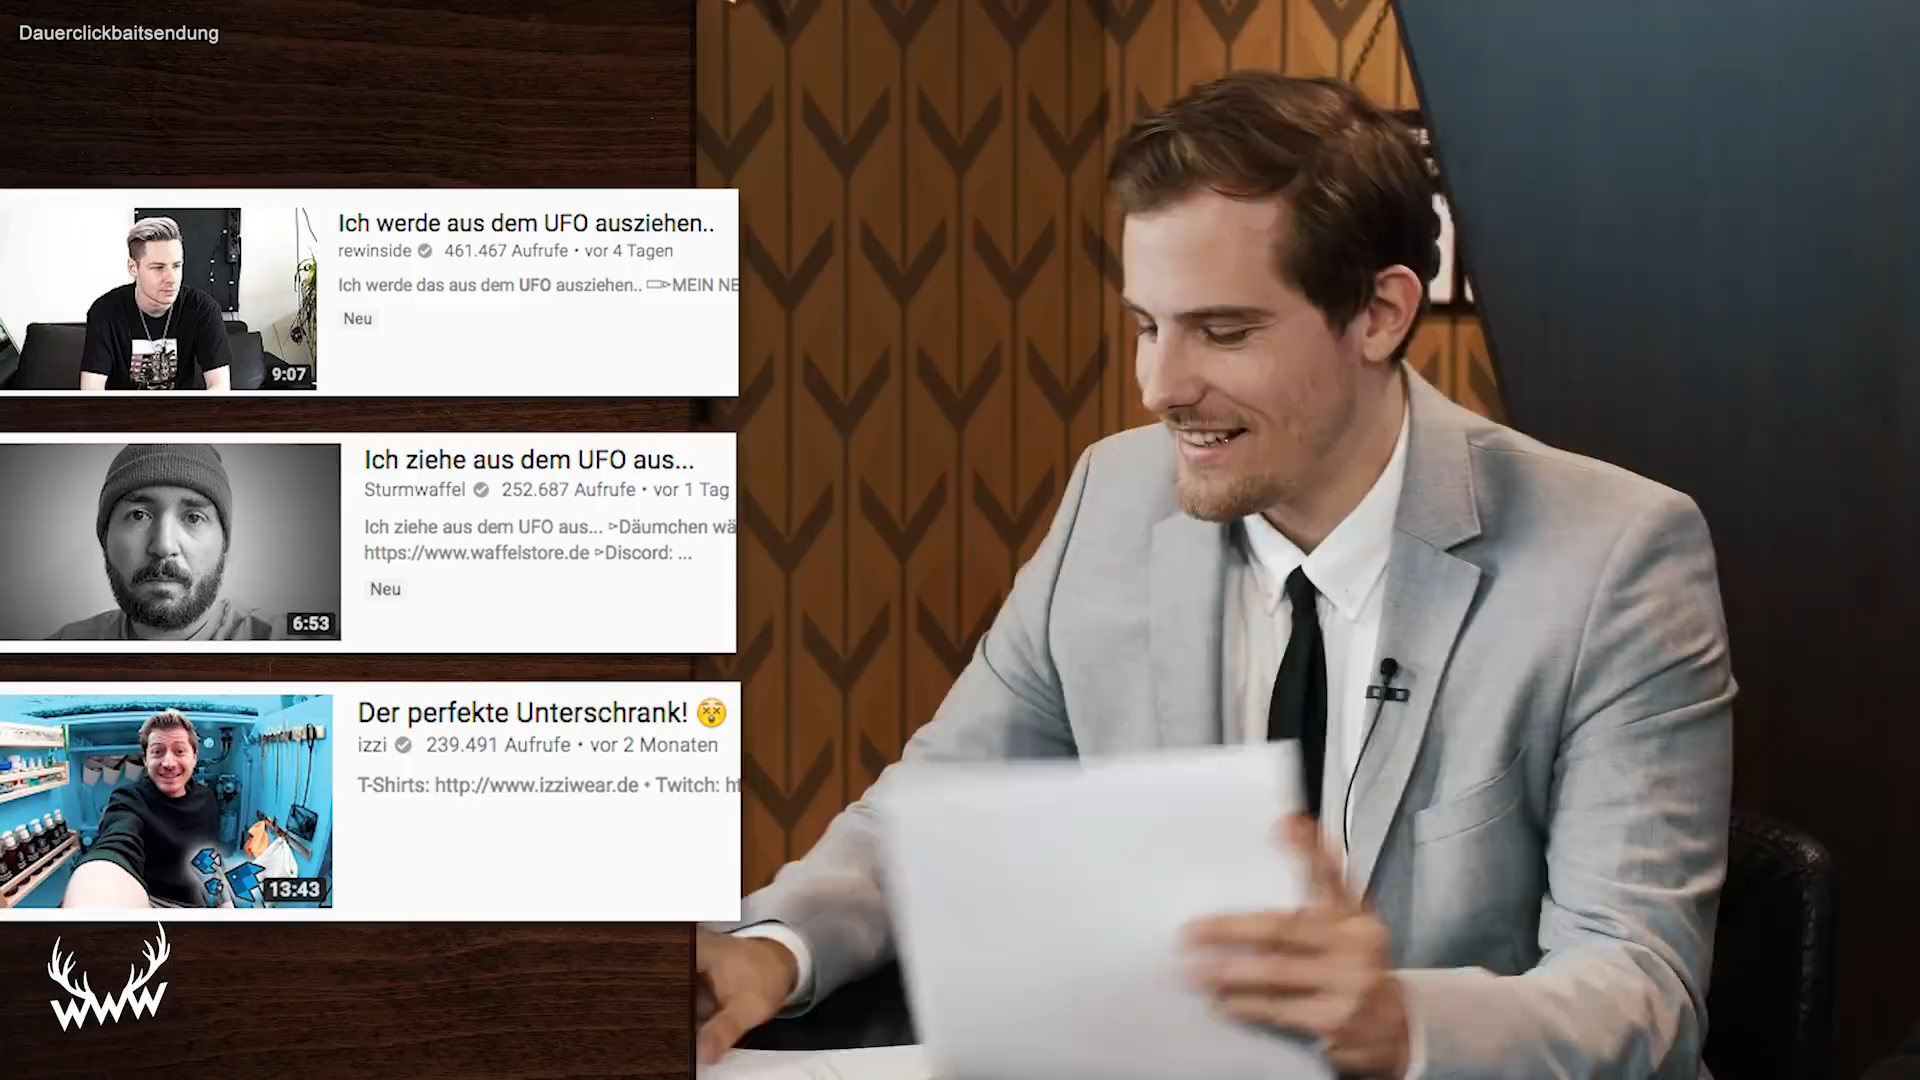 Dauerclickbaitsendung
Ich werde aus dem UFO ausziehen..
rewinside 461.467 Aufrufe • vor 4 Tagen
Ich werde das aus dem UFO ausziehen.. MEIN NE
Neu
9:07
Ich ziehe aus dem UFO aus...
Sturmwaffel 252.687 Aufrufe • vor 1 Tag
Ich ziehe aus dem UFO aus... ▻Däumchen wä
https://www.waffelstore.de ▻Discord: ...
Neu
6:53
Der perfekte Unterschrank! 😵
izzi 239.491 Aufrufe • vor 2 Monaten
T-Shirts: http://www.izziwear.de • Twitch: ht
13:43
WWW